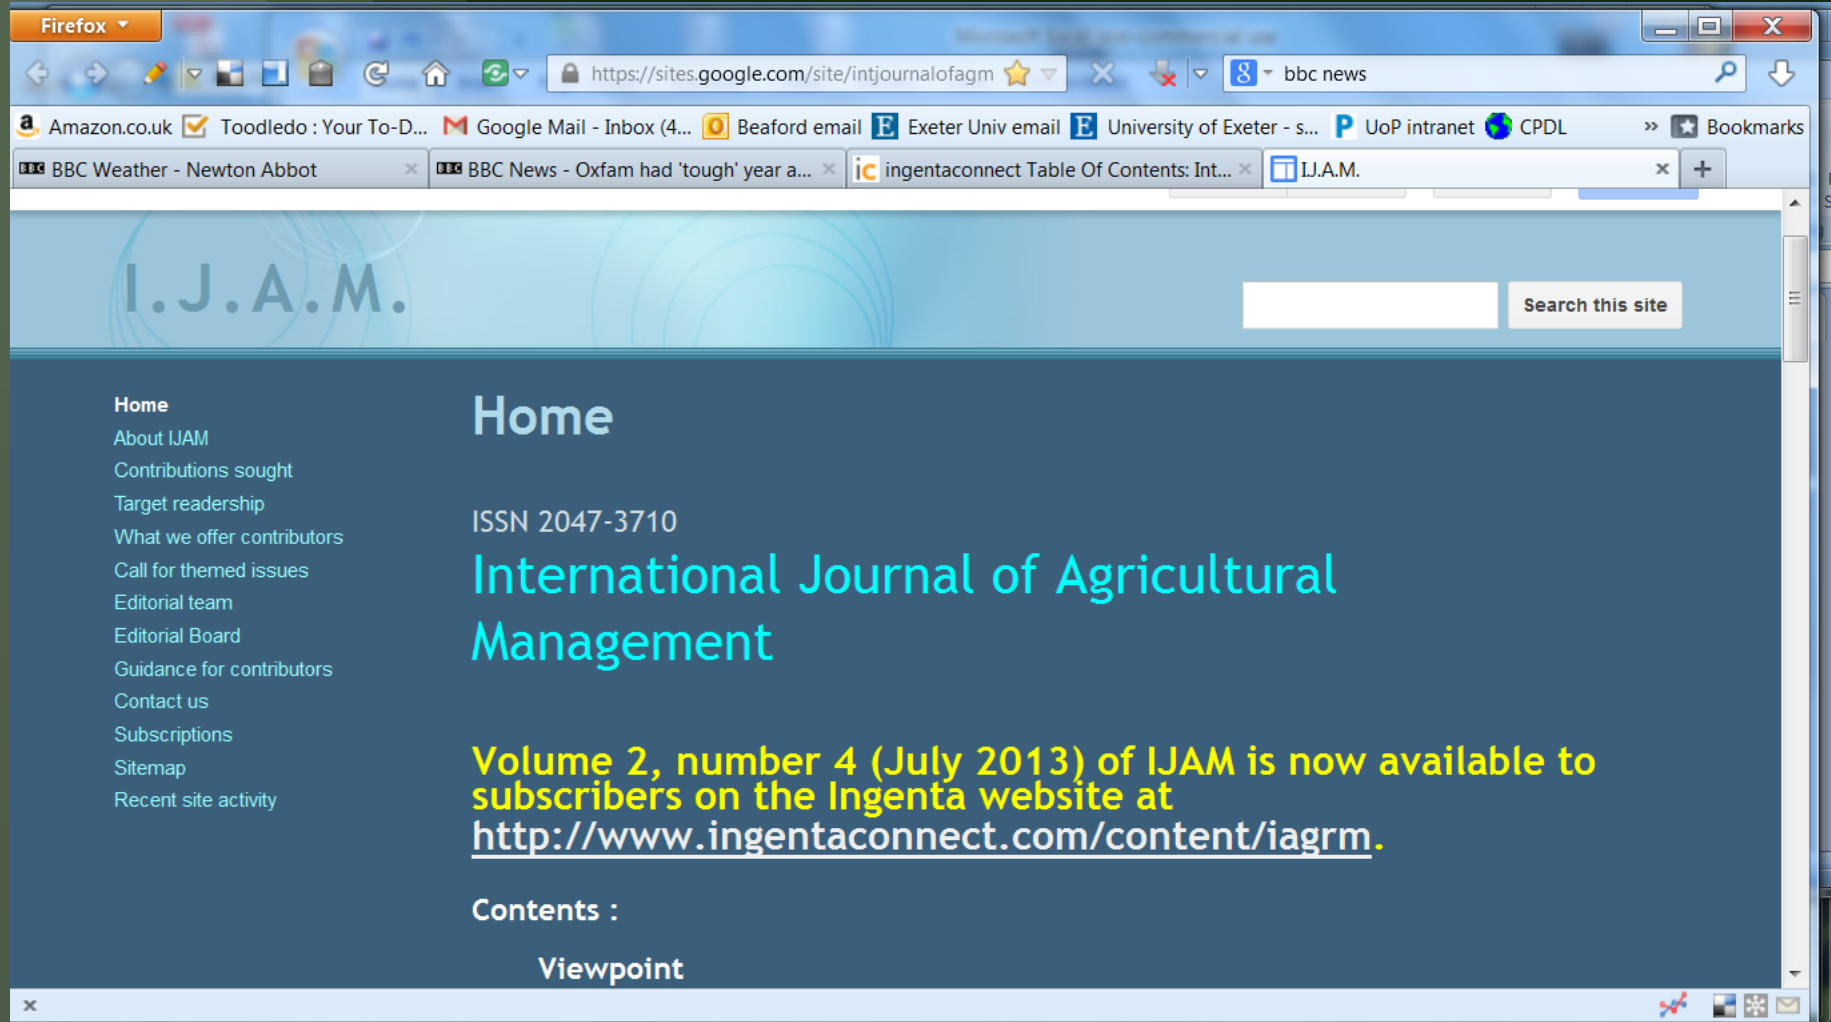 Firefox
https://sites.google.com/site/intjournalofagm
bbc news
Amazon.co.uk Toodledo : Your To-D... Google Mail - Inbox (4... Beaford email Exeter Univ email University of Exeter - s... UoP intranet CPDL » Bookmarks
BBC Weather - Newton Abbot BBC News - Oxfam had 'tough' year a... ingentaconnect Table Of Contents: Int... I.J.A.M.
I.J.A.M.
Search this site
Home
About IJAM
Contributions sought
Target readership
What we offer contributors
Call for themed issues
Editorial team
Editorial Board
Guidance for contributors
Contact us
Subscriptions
Sitemap
Recent site activity
Home
ISSN 2047-3710
International Journal of Agricultural
Management
Volume 2, number 4 (July 2013) of IJAM is now available to
subscribers on the Ingenta website at
http://www.ingentaconnect.com/content/iagrm.
Contents :
Viewpoint